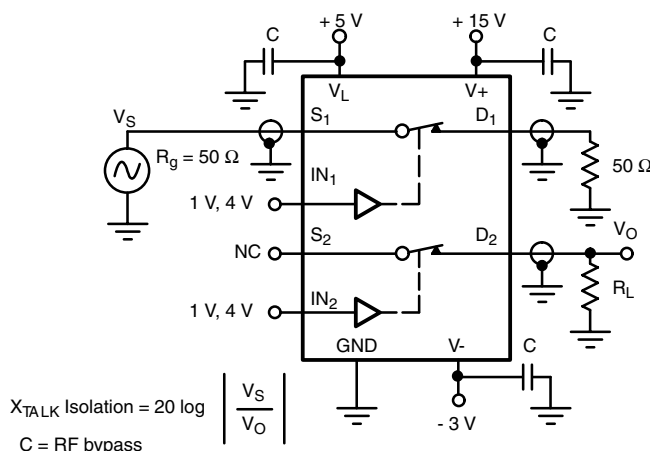 + 5 V
+ 15 V
C
C
V_L
V+
V_S
S_1
D_1
R_g = 50 Ω
50 Ω
IN_1
1 V, 4 V
S_2
D_2
V_O
NC
R_L
IN_2
1 V, 4 V
GND
V-
C
X_TALK Isolation = 20 log | V_S / V_O |
- 3 V
C = RF bypass